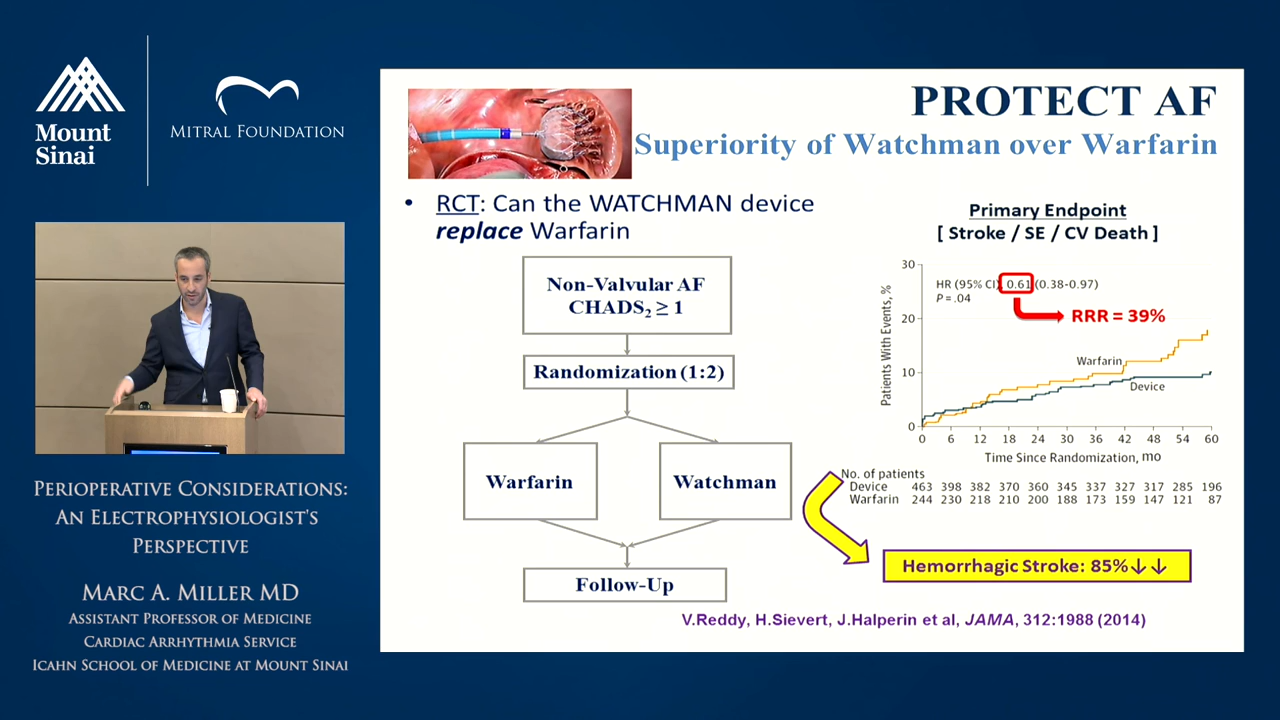 Mount
Sinai
MITRAL FOUNDATION
PERIOPERATIVE CONSIDERATIONS:
AN ELECTROPHYSIOLOGIST'S
PERSPECTIVE
MARC A. MILLER MD
ASSISTANT PROFESSOR OF MEDICINE
CARDIAC ARRHYTHMIA SERVICE
ICAHN SCHOOL OF MEDICINE AT MOUNT SINAI
PROTECT AF
Superiority of Watchman over Warfarin
• RCT: Can the WATCHMAN device
replace Warfarin
Non-Valvular AF
CHADS₂ ≥ 1
Randomization (1:2)
Warfarin
Watchman
Follow-Up
Primary Endpoint
[ Stroke / SE / CV Death ]
HR (95% CI) 0.61 (0.38-0.97)
P = .04
RRR = 39%
Patients With Events, %
30
20
10
0
Warfarin
Device
0 6 12 18 24 30 36 42 48 54 60
Time Since Randomization, mo
No. of patients
Device 463 398 382 370 360 345 337 327 317 285 196
Warfarin 244 230 218 210 200 188 173 159 147 121 87
Hemorrhagic Stroke: 85%↓↓
V.Reddy, H.Sievert, J.Halperin et al, JAMA, 312:1988 (2014)